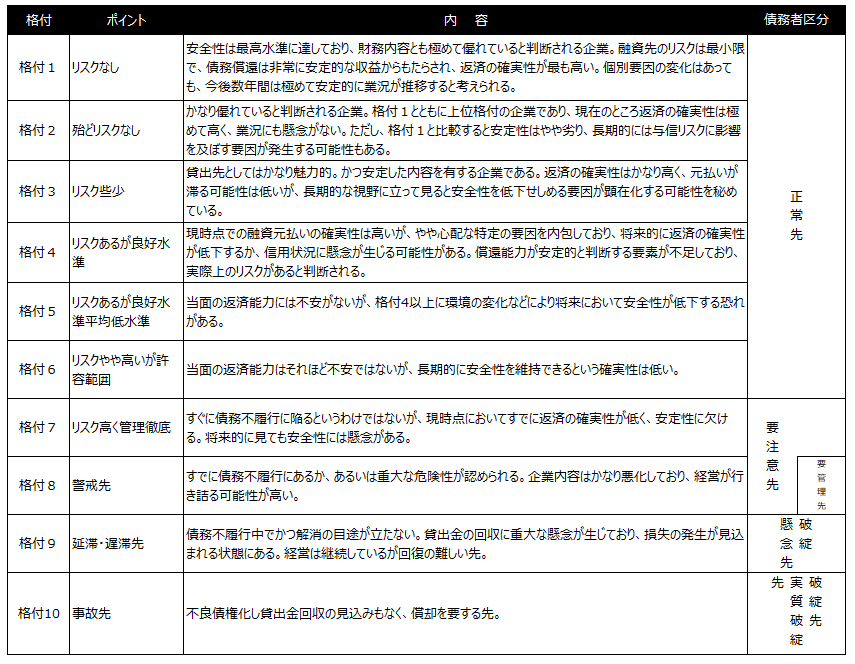 格付 ポイント 内 容 債務者区分
格付１ リスクなし
安全性は最高水準に達しており、財務内容とも極めて優れていると判断される企業。融資先のリスクは最小限
で、債務償還は非常に安定的な収益からもたらされ、返済の確実性が最も高い。個別要因の変化はあって
も、今後数年間は極めて安定的に業況が推移すると考えられる。
格付２ 殆どリスクなし
かなり優れていると判断される企業。格付１とともに上位格付の企業であり、現在のところ返済の確実性は極
めて高く、業況にも懸念がない。ただし、格付１と比較すると安定性はやや劣り、長期的には与信リスクに影響
を及ぼす要因が発生する可能性もある。
格付３ リスク些少
貸出先としてはかなり魅力的。かつ安定した内容を有する企業である。返済の確実性はかなり高く、元払いが
滞る可能性は低いが、長期的な視野に立って見ると安全性を低下せしめる要因が顕在化する可能性を秘め
ている。
格付４
リスクあるが良好水
準
現時点での融資元払いの確実性は高いが、やや心配な特定の要因を内包しており、将来的に返済の確実性
が低下するか、信用状況に懸念が生じる可能性がある。償還能力が安定的と判断する要素が不足しており、
実際上のリスクがあると判断される。
格付５
リスクあるが良好水
準平均低水準
当面の返済能力には不安がないが、格付4以上に環境の変化などにより将来において安全性が低下する恐れ
がある。
格付６
リスクやや高いが許
容範囲
当面の返済能力はそれほど不安ではないが、長期的に安全性を維持できるという確実性は低い。
正常先
格付７ リスク高く管理徹底
すぐに債務不履行に陥るというわけではないが、現時点においてすでに返済の確実性が低く、安定性に欠け
る。将来的に見ても安全性には懸念がある。
格付８ 警戒先
すでに債務不履行にあるか、あるいは重大な危険性が認められる。企業内容はかなり悪化しており、経営が行
き詰る可能性が高い。
要注意先
要管理先
格付９ 延滞・遅滞先
債務不履行中でかつ解消の目途が立たない。貸出金の回収に重大な懸念が生じており、損失の発生が見込
まれる状態にある。経営は継続しているが回復の難しい先。
破綻
懸念先
格付10 事故先
不良債権化し貸出金回収の見込みもなく、償却を要する先。
破綻先
実質破綻
先